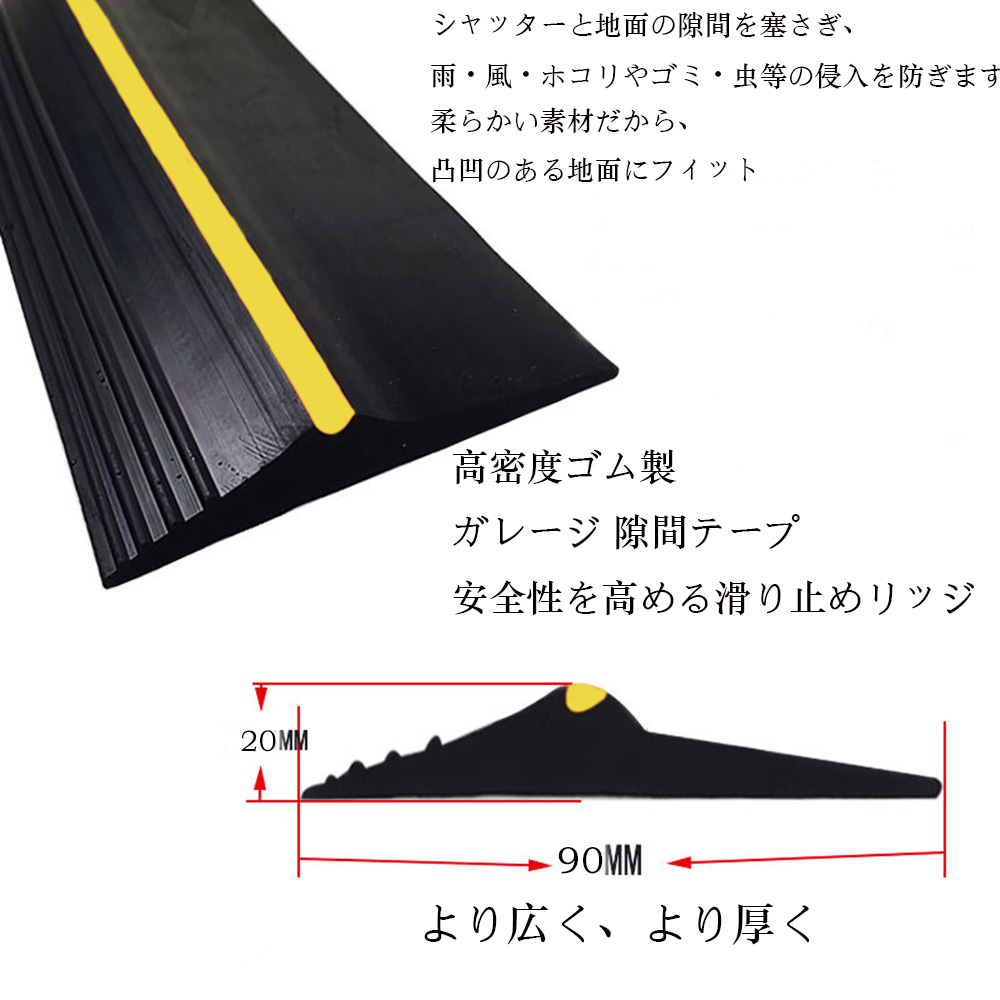 シャッターと地面の隙間を塞さぎ、
雨・風・ホコリやゴミ・虫等の侵入を防ぎます
柔らかい素材だから、
凸凹のある地面にフィット
高密度ゴム製
ガレージ 隙間テープ
安全性を高める滑り止めリッジ
20MM
90MM
より広く、より厚く